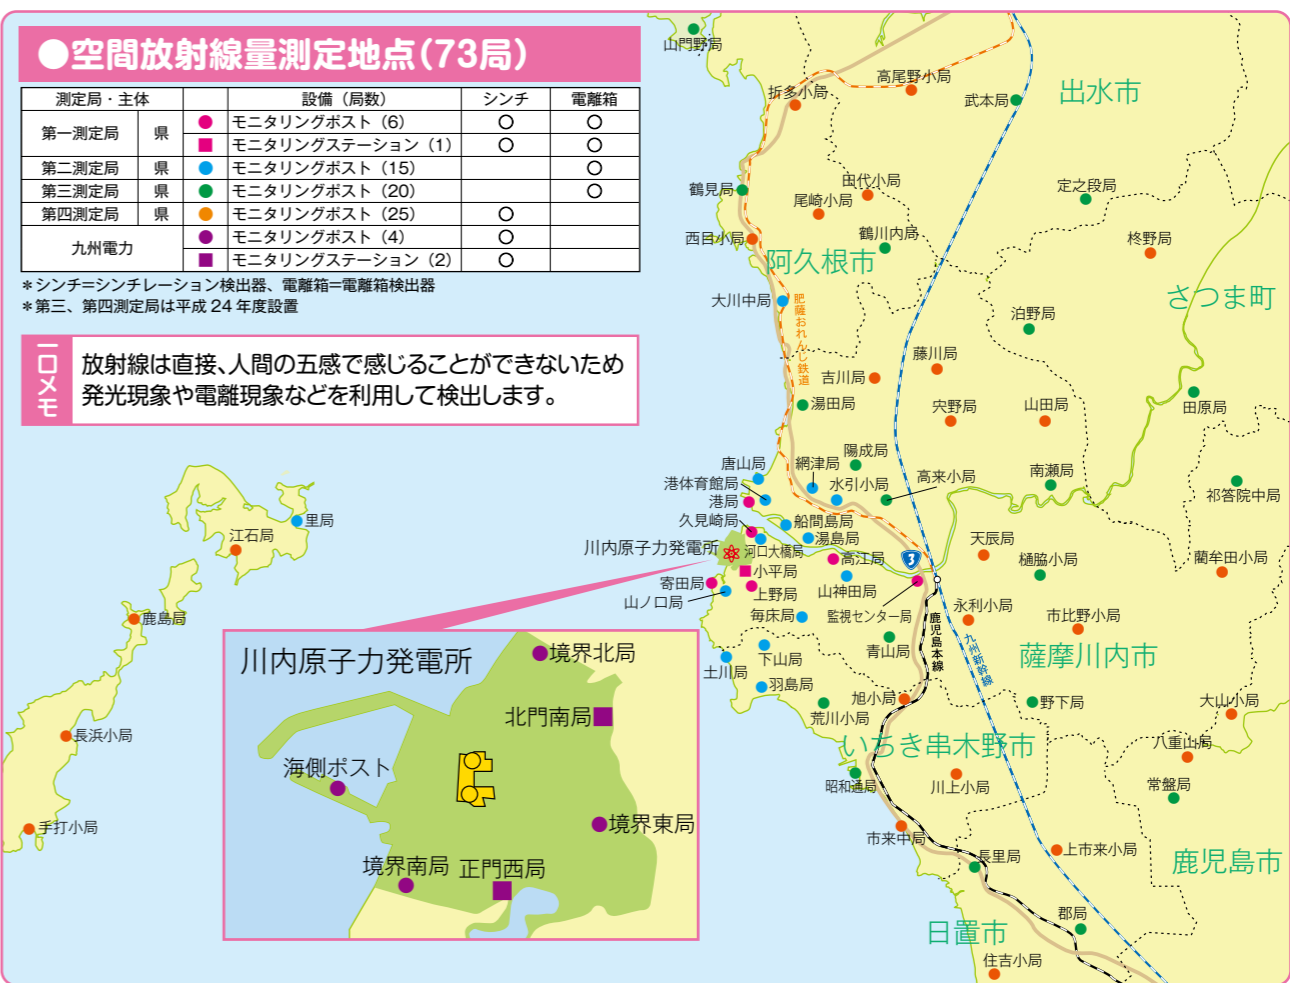 ●空間放射線量測定地点(73局)
測定局・主体 設備(局数) シンチ 電離箱
第一測定局 県 ● モニタリングポスト(6) ○ ○
■ モニタリングステーション(1) ○ ○
第二測定局 県 ● モニタリングポスト(15) ○
第三測定局 県 ● モニタリングポスト(20) ○
第四測定局 県 ● モニタリングポスト(25) ○
九州電力 ● モニタリングポスト(4) ○
■ モニタリングステーション(2) ○
*シンチ=シンチレーション検出器、電離箱=電離箱検出器
*第三、第四測定局は平成24年度設置
一口メモ
放射線は直接、人間の五感で感じることができないため
発光現象や電離現象などを利用して検出します。
山門野局
折多小局
高尾野小局
武本局
出水市
鶴見局
田代小局
尾崎小局
定之段局
西目小局
鶴川内局
柊野局
阿久根市
さつま町
大川中局
肥薩おれんじ鉄道
泊野局
藤川局
吉川局
湯田局
宍野局
山田局
田原局
陽成局
唐山局
網津局
港体育館局
水引小局
高来小局
南瀬局
祁答院中局
港局
久見崎局
船間島局
里局
江石局
川内原子力発電所
河口大橋局
湯島局
高江局
3
天辰局
樋脇小局
藺牟田小局
小平局
寄田局
上野局
山ノ口局
山神田局
毎床局
監視センター局
永利小局
市比野小局
鹿島局
鹿児島本線
九州新幹線
青山局
薩摩川内市
下山局
土川局
羽島局
旭小局
荒川小局
野下局
大山小局
長浜小局
いちき串木野市
八重山局
昭和通局
川上小局
常盤局
手打小局
市来中局
長里局
上市来小局
鹿児島市
郡局
日置市
住吉小局
川内原子力発電所
境界北局
北門南局
海側ポスト
境界東局
境界南局
正門西局